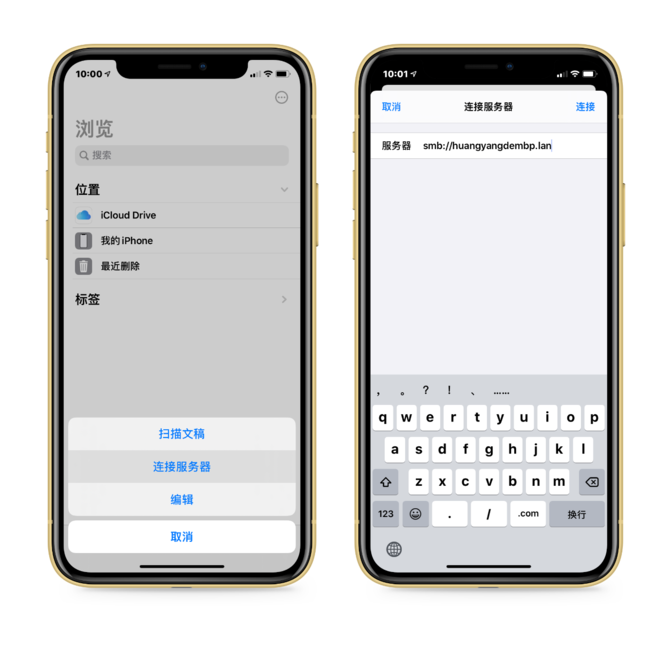 10:00
浏览
搜索
位置
iCloud Drive
我的 iPhone
最近删除
标签
扫描文稿
连接服务器
编辑
取消
10:01
取消 连接服务器 连接
服务器 smb://huangyangdembp.lan
, 。 ? ! 、 ……
q w e r t y u i o p
a s d f g h j k l
z x c v b n m
123 . / .com 换行